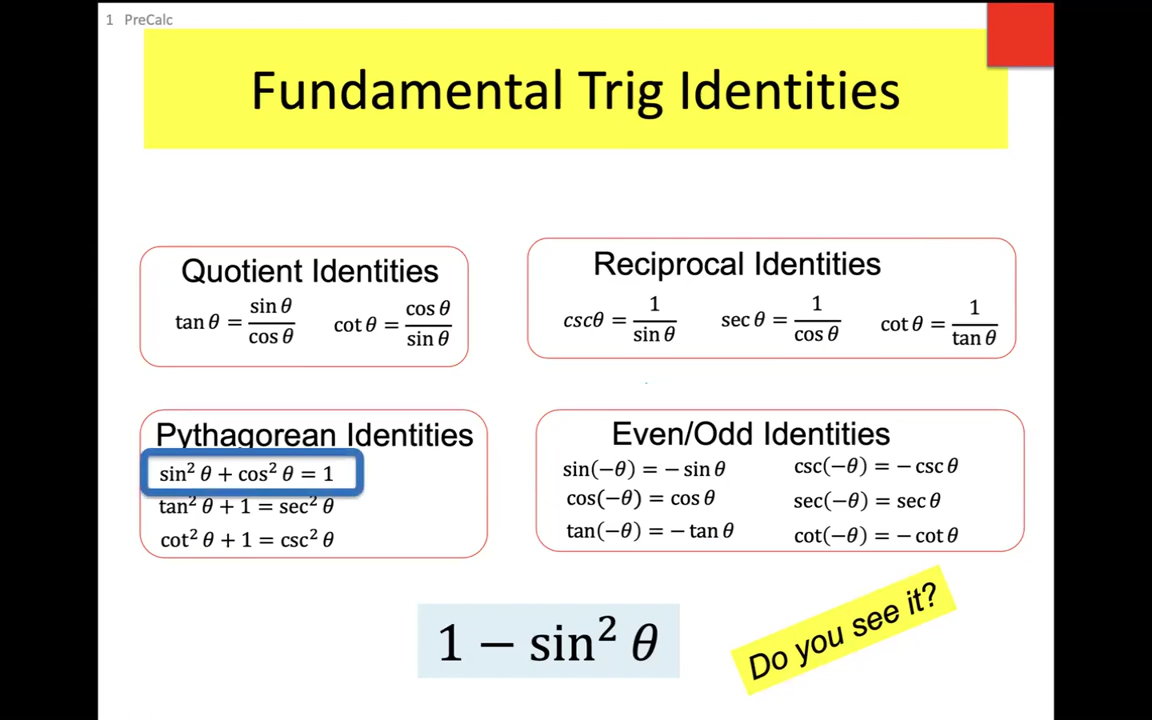 1 PreCalc
Fundamental Trig Identities
Quotient Identities
tan θ = sin θ / cos θ   cot θ = cos θ / sin θ
Reciprocal Identities
cscθ = 1 / sin θ   sec θ = 1 / cos θ   cot θ = 1 / tan θ
Pythagorean Identities
sin² θ + cos² θ = 1
tan² θ + 1 = sec² θ
cot² θ + 1 = csc² θ
Even/Odd Identities
sin(−θ) = − sin θ   csc(−θ) = − csc θ
cos(−θ) = cos θ   sec(−θ) = sec θ
tan(−θ) = − tan θ   cot(−θ) = − cot θ
1 − sin² θ
Do you see it?